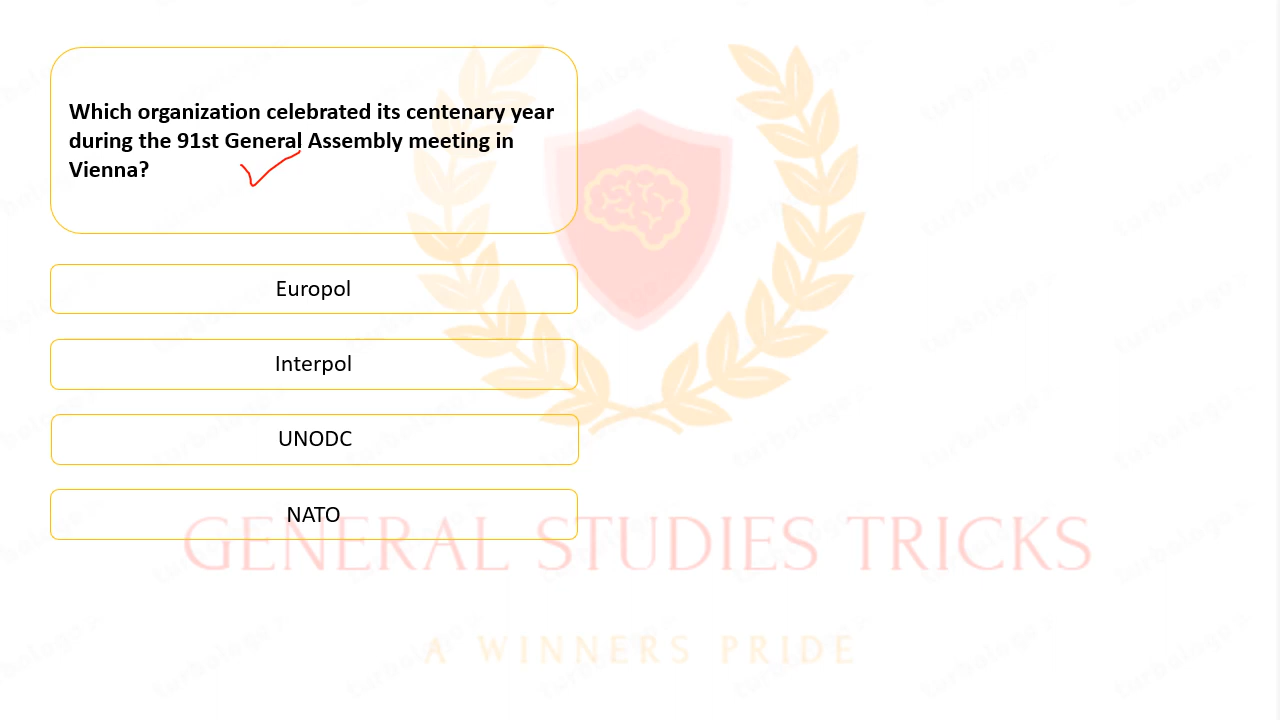 Which organization celebrated its centenary year
during the 91st General Assembly meeting in
Vienna?
Europol
Interpol
UNODC
NATO
GENERAL STUDIES TRICKS
A WINNERS PRIDE